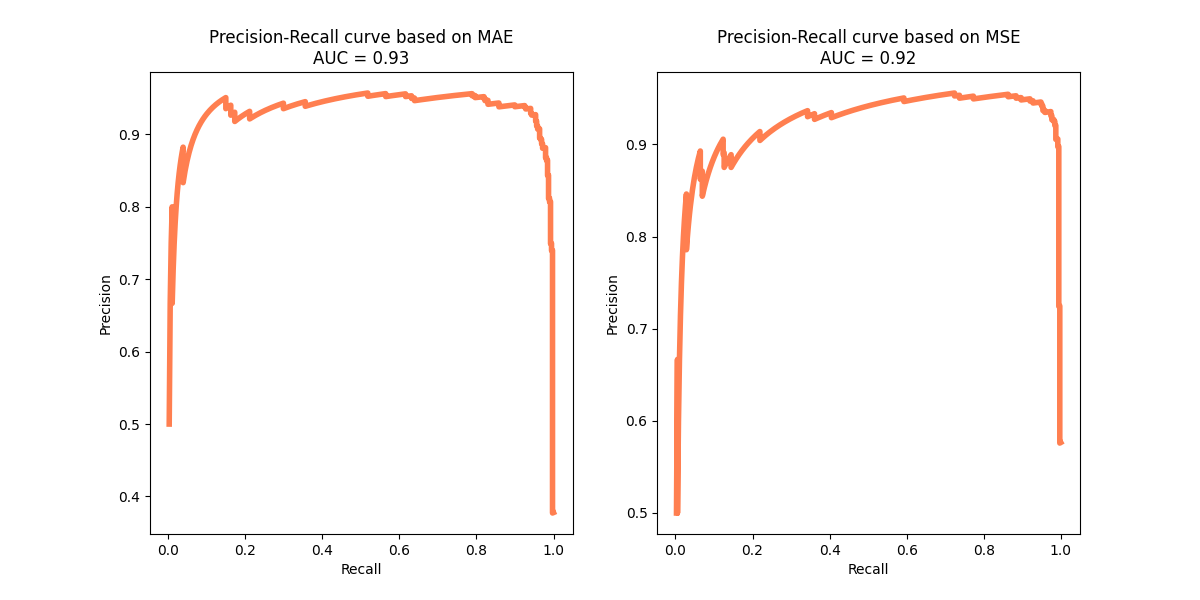 Precision-Recall curve based on MAE
AUC = 0.93
0.9
0.8
0.7
0.6
0.5
0.4
Precision
0.0 0.2 0.4 0.6 0.8 1.0
Recall
Precision-Recall curve based on MSE
AUC = 0.92
0.9
0.8
0.7
0.6
0.5
Precision
0.0 0.2 0.4 0.6 0.8 1.0
Recall